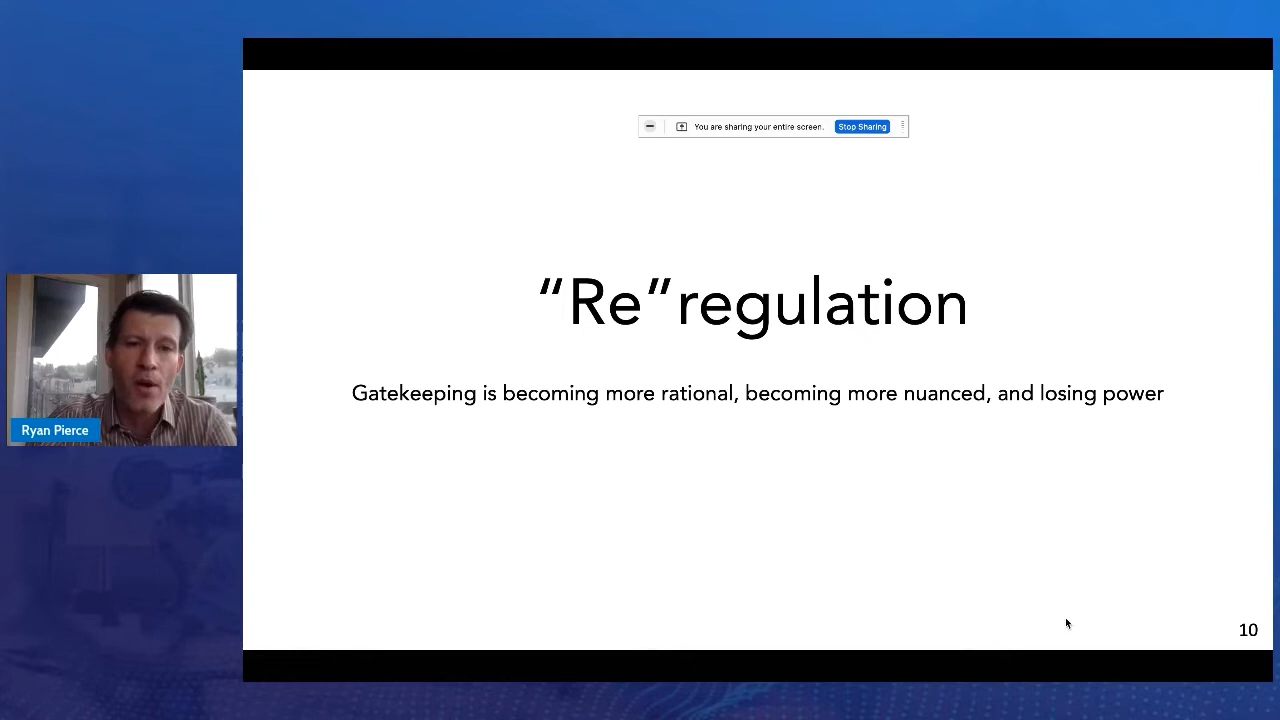 You are sharing your entire screen. Stop Sharing
“Re”regulation
Gatekeeping is becoming more rational, becoming more nuanced, and losing power
Ryan Pierce
10